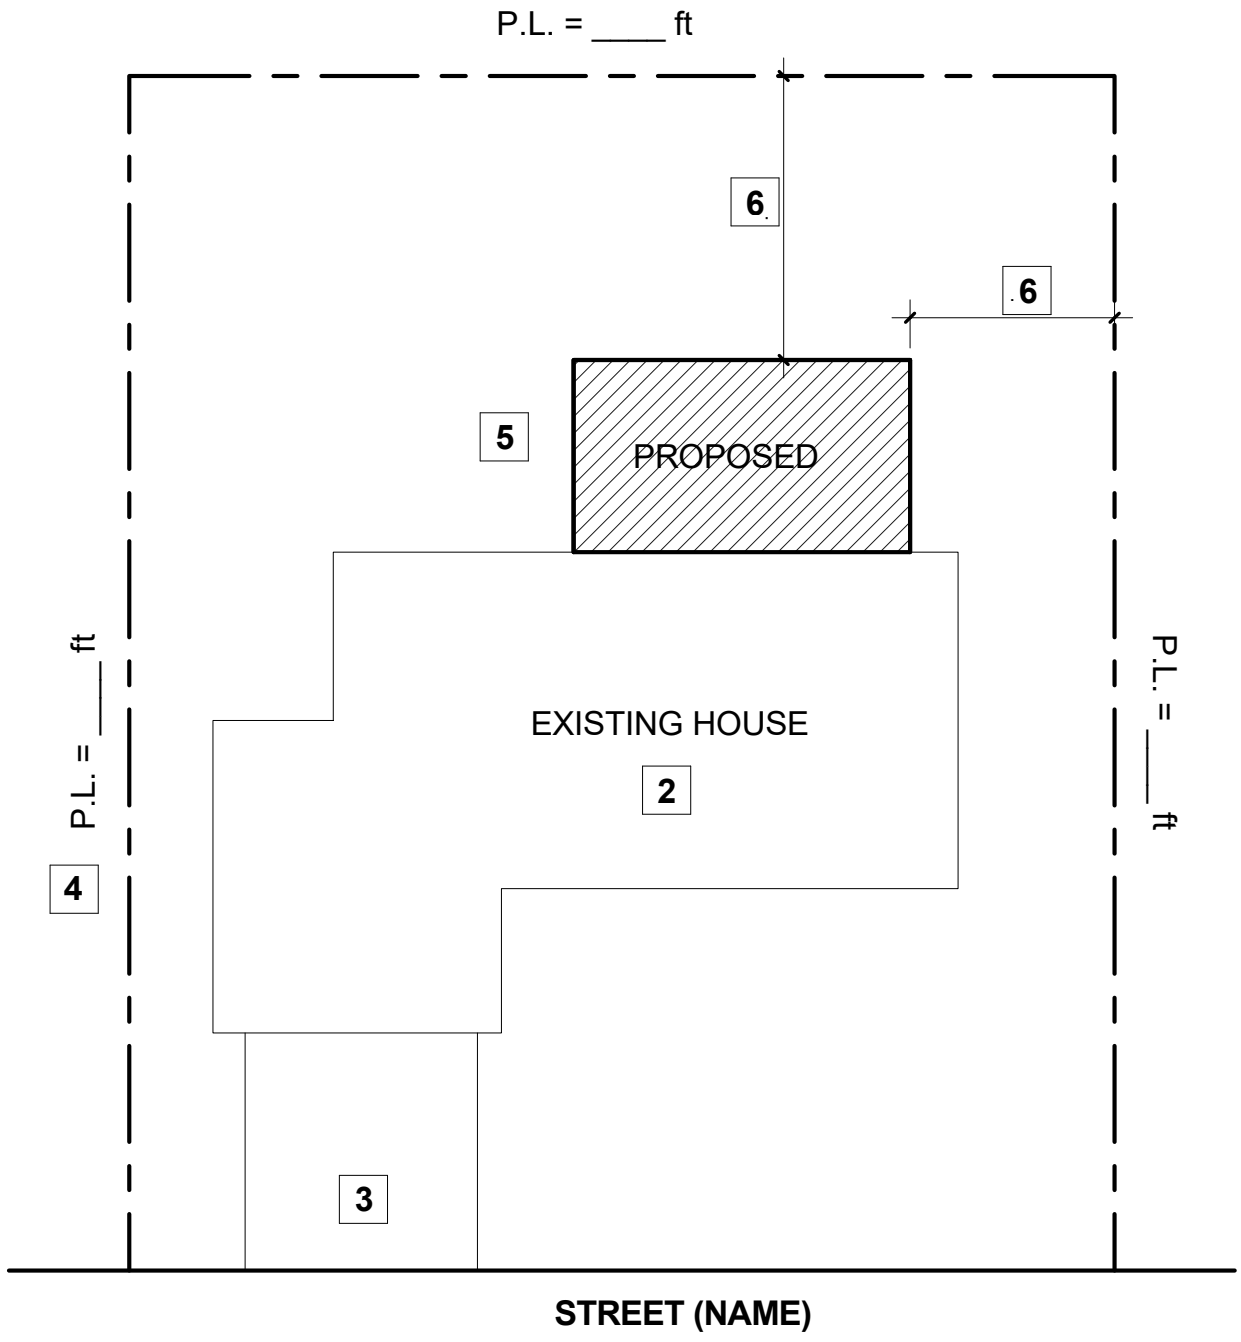 P.L. = ____ ft
6
6
5
PROPOSED
P.L. = ____ ft
P.L. = ____ ft
EXISTING HOUSE
2
4
3
STREET (NAME)